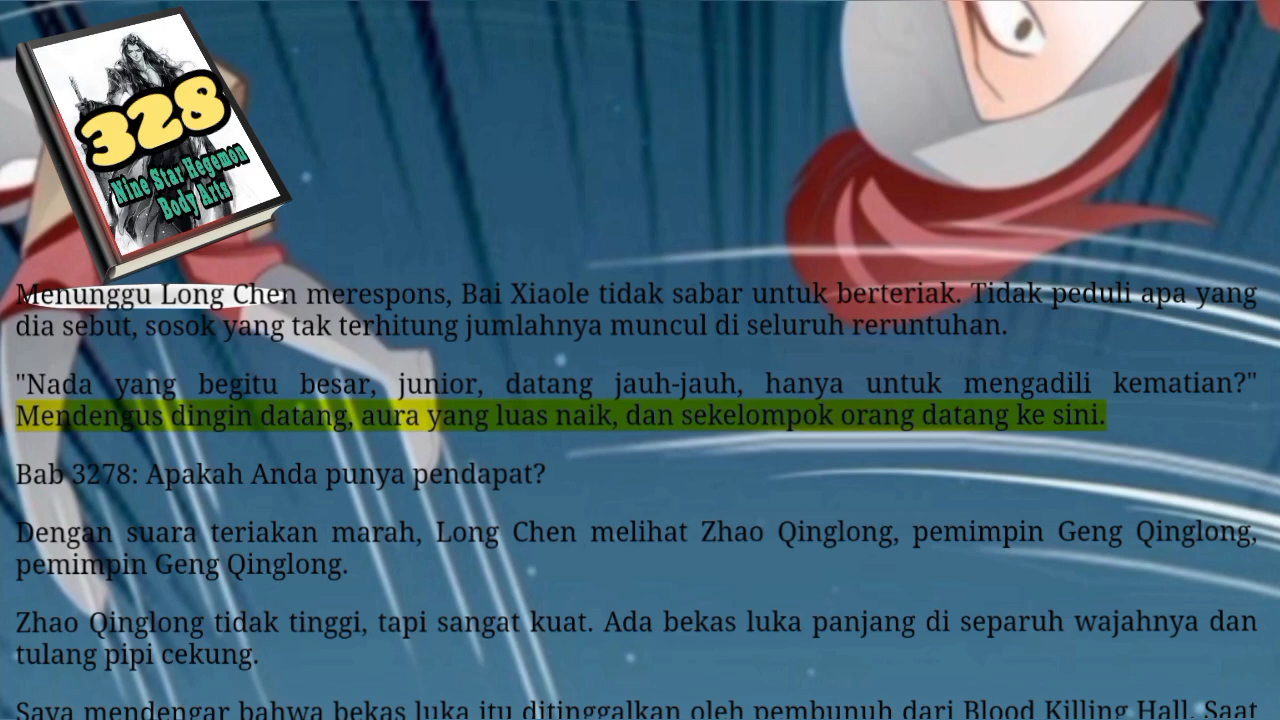 328
Nine Star Hegemon
Body Arts
Menunggu Long Chen merespons, Bai Xiaole tidak sabar untuk berteriak. Tidak peduli apa yang
dia sebut, sosok yang tak terhitung jumlahnya muncul di seluruh reruntuhan.
"Nada yang begitu besar, junior, datang jauh-jauh, hanya untuk mengadili kematian?"
Mendengus dingin datang, aura yang luas naik, dan sekelompok orang datang ke sini.
Bab 3278: Apakah Anda punya pendapat?
Dengan suara teriakan marah, Long Chen melihat Zhao Qinglong, pemimpin Geng Qinglong,
pemimpin Geng Qinglong.
Zhao Qinglong tidak tinggi, tapi sangat kuat. Ada bekas luka panjang di separuh wajahnya dan
tulang pipi cekung.
Saya mendengar bahwa bekas luka itu ditinggalkan oleh pembunuh dari Blood Killing Hall. Saat